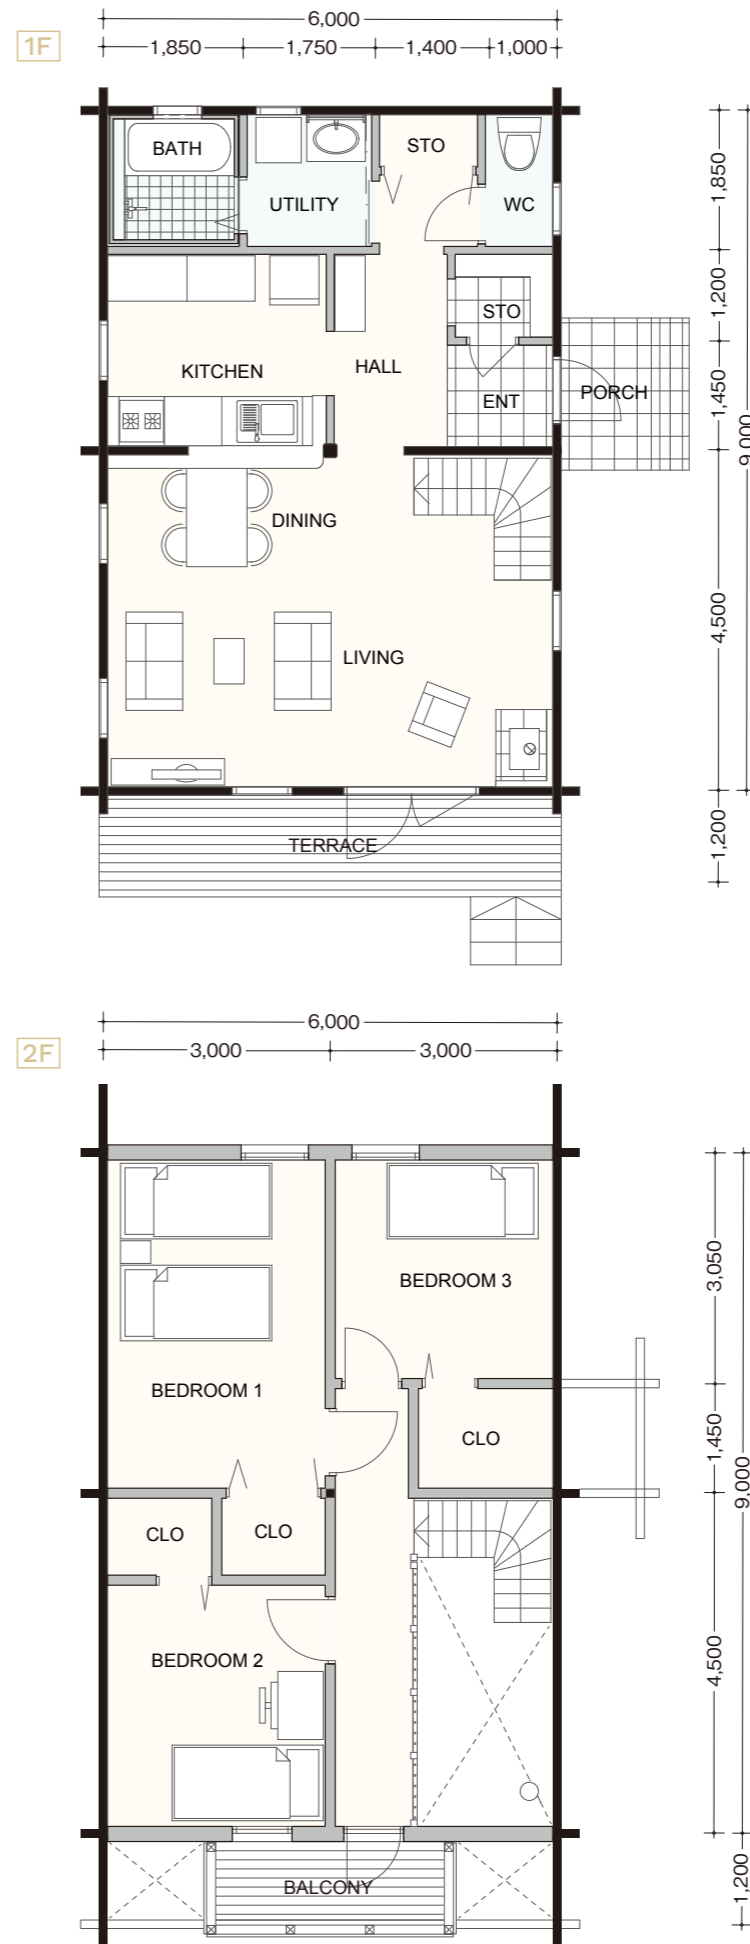 1F
6,000
1,850 1,750 1,400 1,000
BATH
UTILITY
STO
WC
1,850
STO
1,200
KITCHEN
HALL
ENT
PORCH
1,450
9,000
DINING
LIVING
4,500
TERRACE
1,200
2F
6,000
3,000 3,000
BEDROOM 3
3,050
BEDROOM 1
CLO
1,450
9,000
CLO
CLO
BEDROOM 2
4,500
BALCONY
1,200